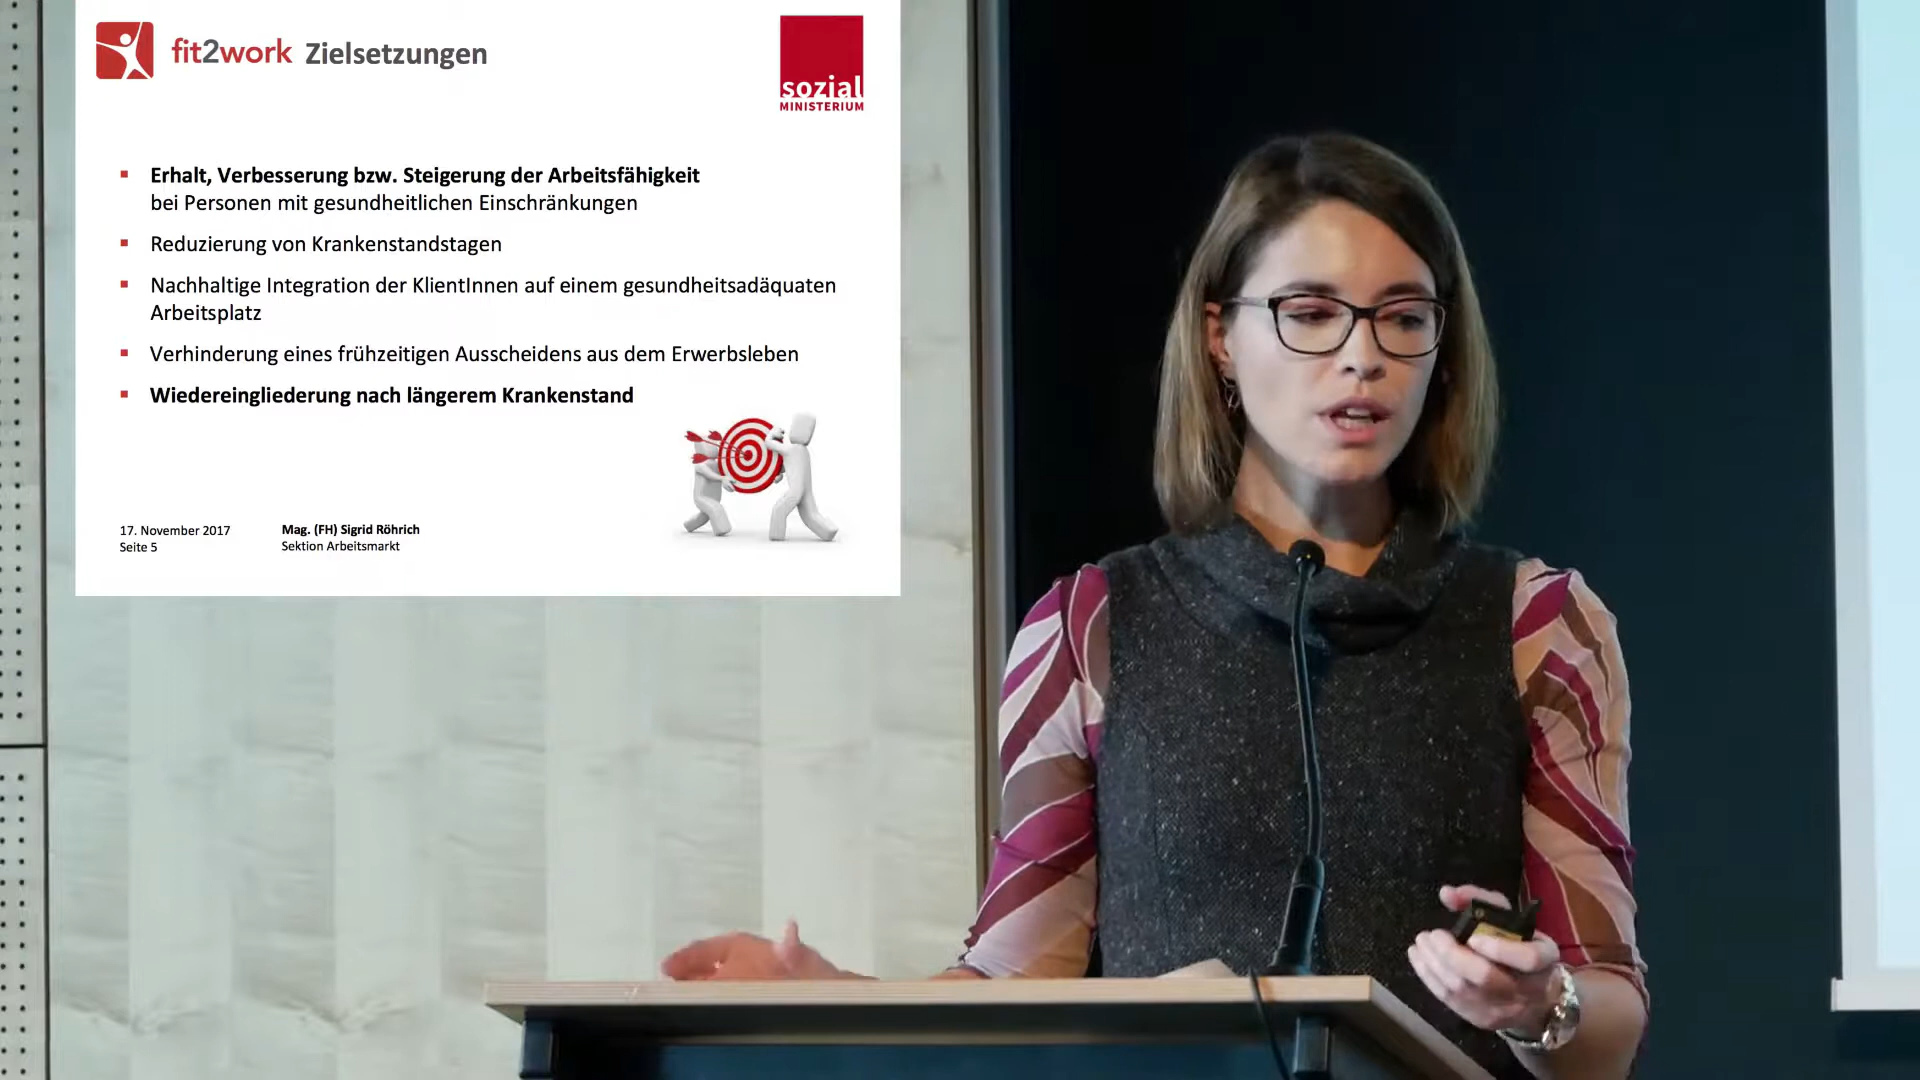 fit2work Zielsetzungen
sozial
MINISTERIUM
Erhalt, Verbesserung bzw. Steigerung der Arbeitsfähigkeit
bei Personen mit gesundheitlichen Einschränkungen
Reduzierung von Krankenstandstagen
Nachhaltige Integration der KlientInnen auf einem gesundheitsadäquaten
Arbeitsplatz
Verhinderung eines frühzeitigen Ausscheidens aus dem Erwerbsleben
Wiedereingliederung nach längerem Krankenstand
17. November 2017
Seite 5
Mag. (FH) Sigrid Röhrich
Sektion Arbeitsmarkt